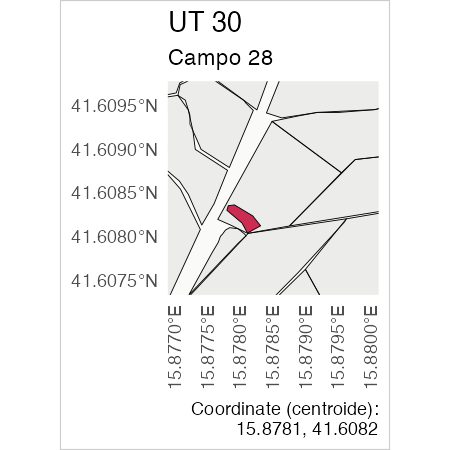 UT 30
Campo 28
41.6095°N
41.6090°N
41.6085°N
41.6080°N
41.6075°N
15.8770°E
15.8775°E
15.8780°E
15.8785°E
15.8790°E
15.8795°E
15.8800°E
Coordinate (centroide):
15.8781, 41.6082